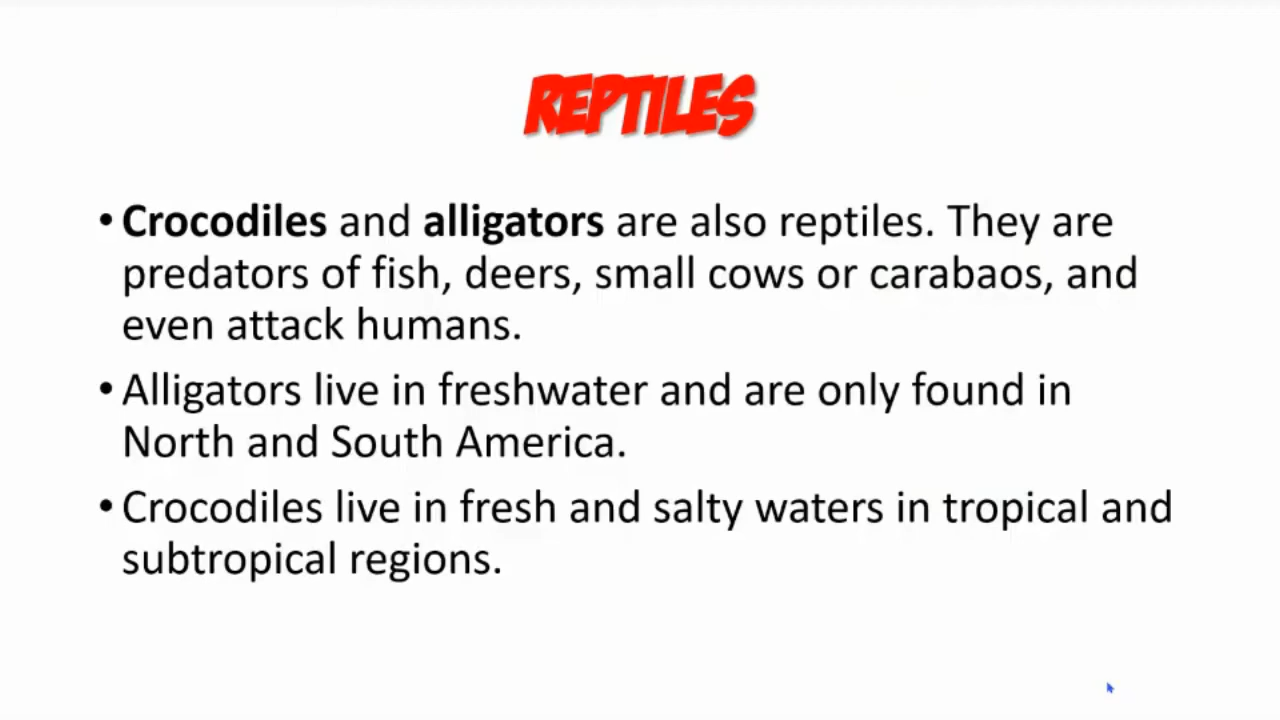 REPTILES
• Crocodiles and alligators are also reptiles. They are
predators of fish, deers, small cows or carabaos, and
even attack humans.
• Alligators live in freshwater and are only found in
North and South America.
• Crocodiles live in fresh and salty waters in tropical and
subtropical regions.